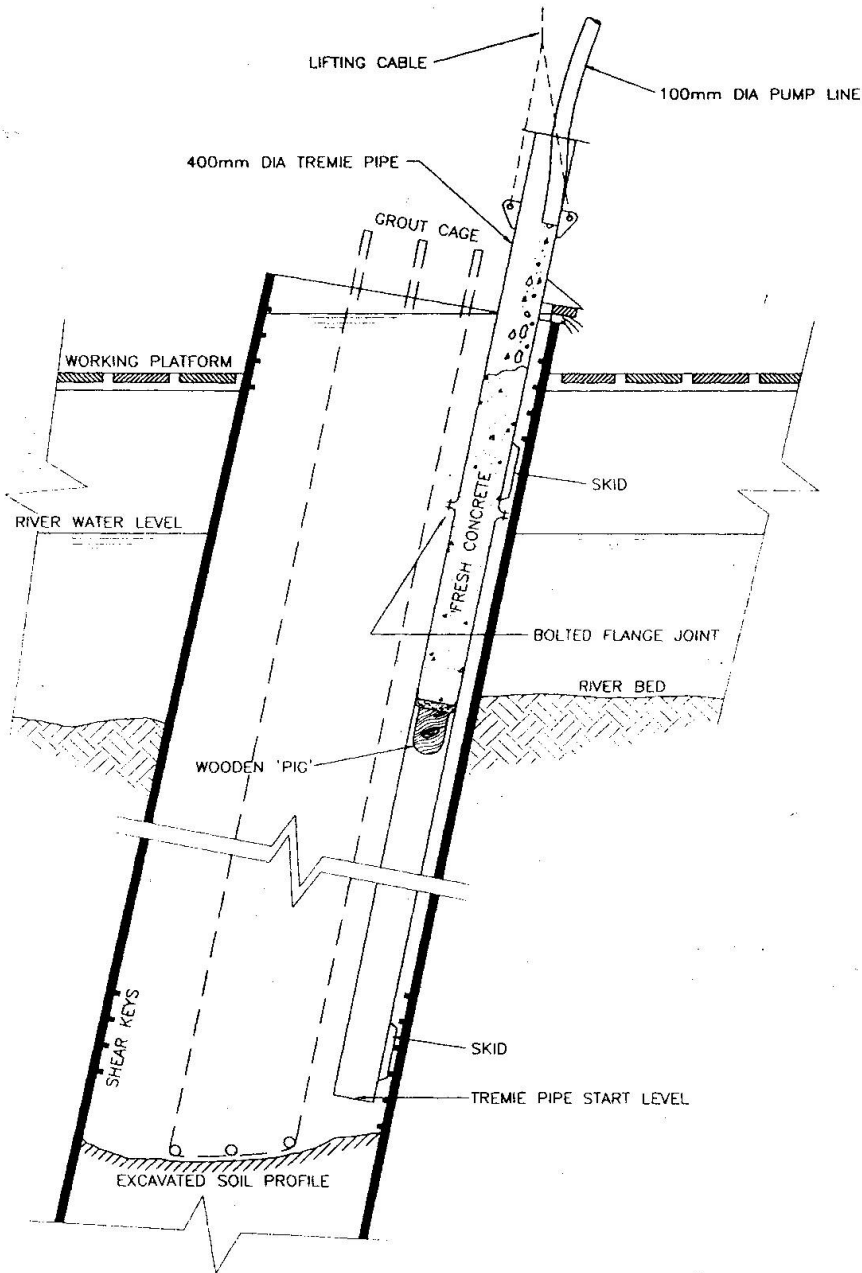 LIFTING CABLE
100mm DIA PUMP LINE
400mm DIA TREMIE PIPE
GROUT CAGE
WORKING PLATFORM
SKID
RIVER WATER LEVEL
FRESH CONCRETE
BOLTED FLANGE JOINT
RIVER BED
WOODEN 'PIG'
SHEAR KEYS
SKID
TREMIE PIPE START LEVEL
EXCAVATED SOIL PROFILE